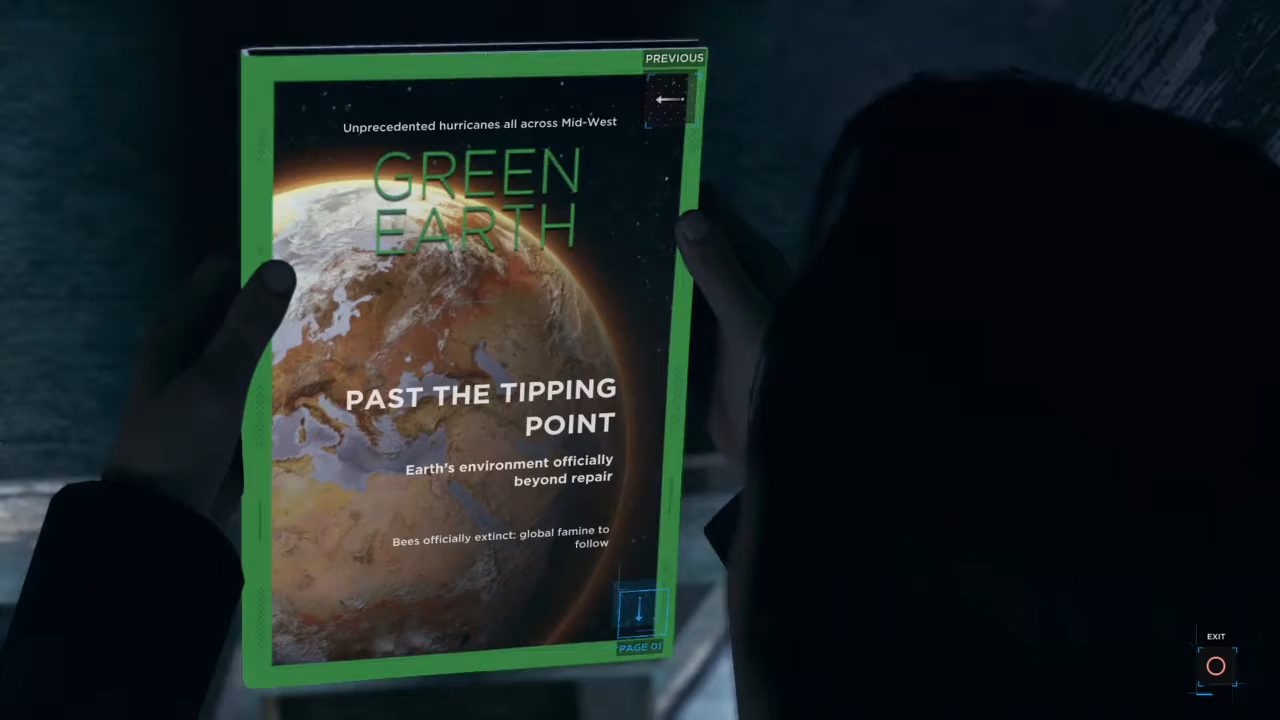 PREVIOUS
Unprecedented hurricanes all across Mid-West
GREEN
EARTH
PAST THE TIPPING
POINT
Earth's environment officially
beyond repair
Bees officially extinct: global famine to
follow
PAGE 01
EXIT